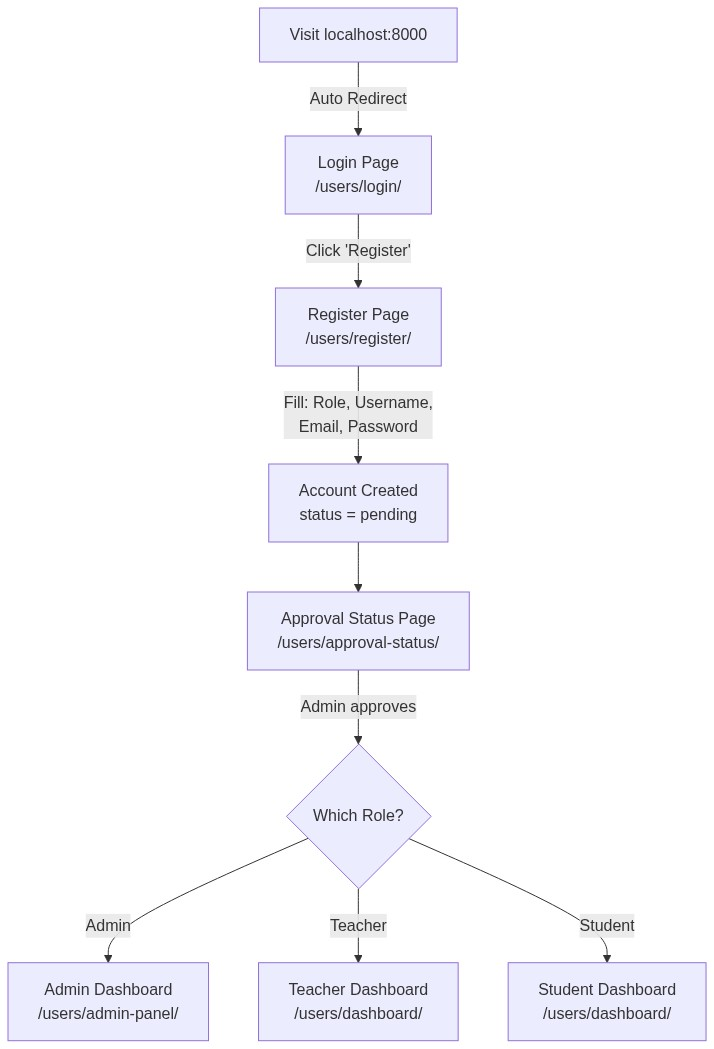 Visit localhost:8000
Auto Redirect
Login Page
/users/login/
Click 'Register'
Register Page
/users/register/
Fill: Role, Username,
Email, Password
Account Created
status = pending
Approval Status Page
/users/approval-status/
Admin approves
Which Role?
Admin
Teacher
Student
Admin Dashboard
/users/admin-panel/
Teacher Dashboard
/users/dashboard/
Student Dashboard
/users/dashboard/